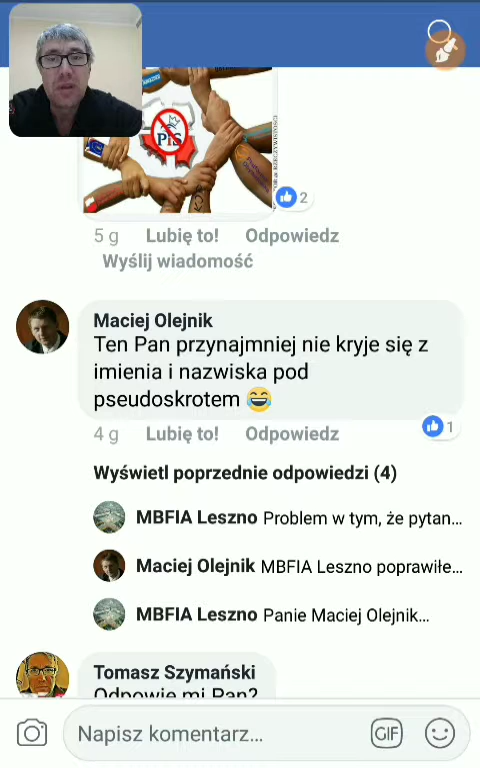 PiS
2
5 g Lubię to! Odpowiedz
Wyślij wiadomość
Maciej Olejnik
Ten Pan przynajmniej nie kryje się z
imienia i nazwiska pod
pseudoskrotem 😂
4 g Lubię to! Odpowiedz
1
Wyświetl poprzednie odpowiedzi (4)
MBFIA Leszno Problem w tym, że pytan...
Maciej Olejnik MBFIA Leszno poprawiłe...
MBFIA Leszno Panie Maciej Olejnik...
Tomasz Szymański
Odpowie mi Pan?
Napisz komentarz...
GIF